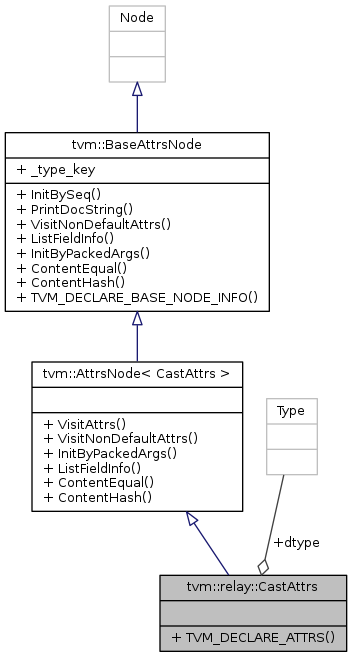 Node
tvm::BaseAttrsNode
+ _type_key
+ InitBySeq()
+ PrintDocString()
+ VisitNonDefaultAttrs()
+ ListFieldInfo()
+ InitByPackedArgs()
+ ContentEqual()
+ ContentHash()
+ TVM_DECLARE_BASE_NODE_INFO()
tvm::AttrsNode< CastAttrs >
+ VisitAttrs()
+ VisitNonDefaultAttrs()
+ InitByPackedArgs()
+ ListFieldInfo()
+ ContentEqual()
+ ContentHash()
Type
+dtype
tvm::relay::CastAttrs
+ TVM_DECLARE_ATTRS()